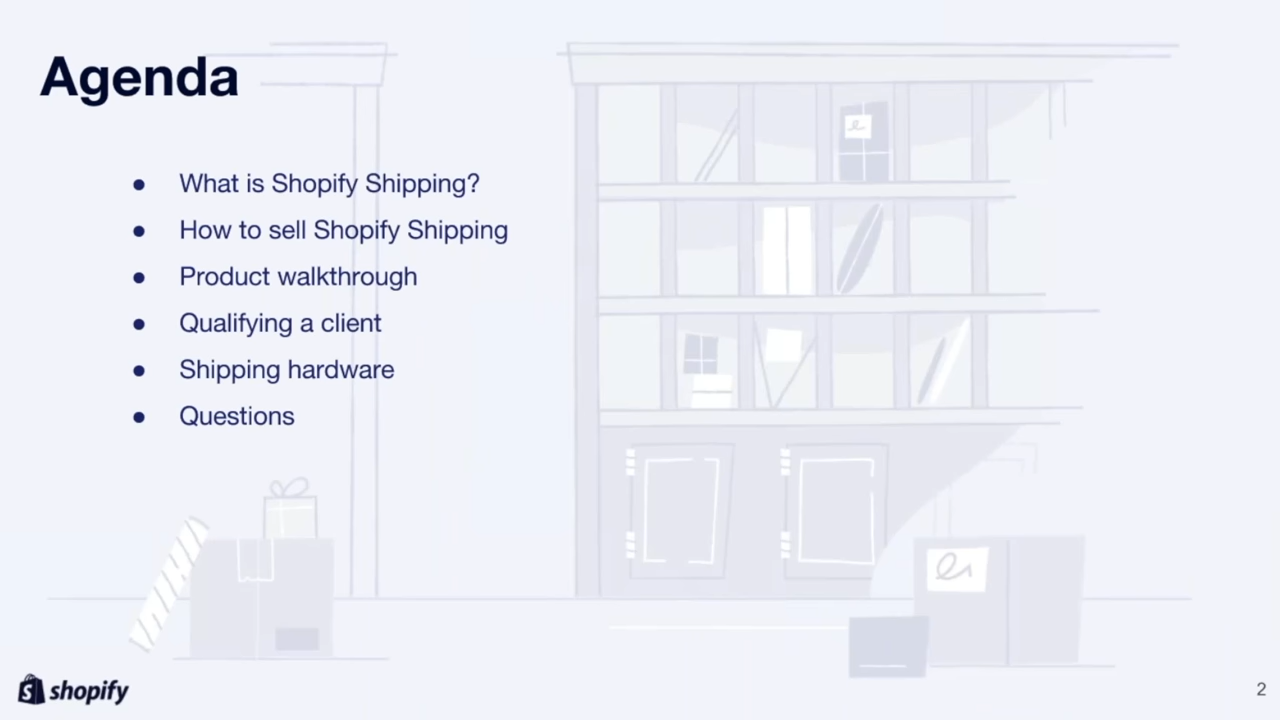 Agenda
● What is Shopify Shipping?
● How to sell Shopify Shipping
● Product walkthrough
● Qualifying a client
● Shipping hardware
● Questions
shopify
2